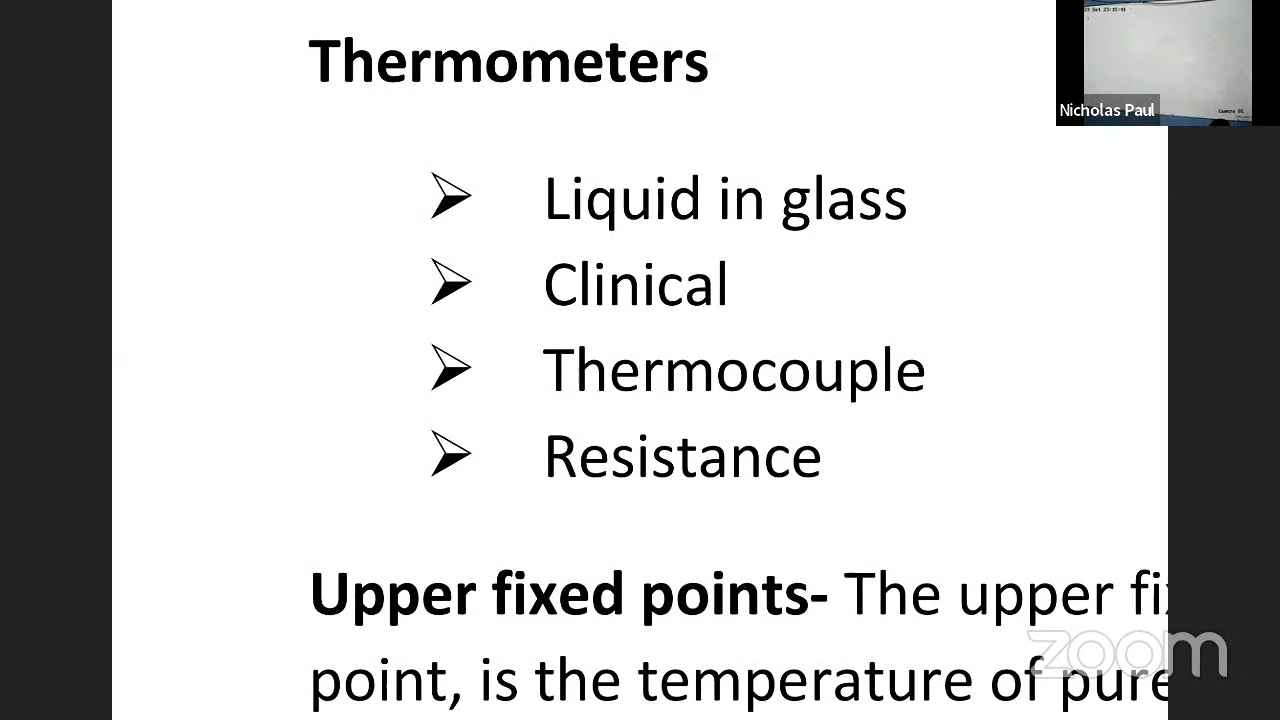 Thermometers
Liquid in glass
Clinical
Thermocouple
Resistance
Upper fixed points- The upper fi
point, is the temperature of pure
Nicholas Paul
zoom